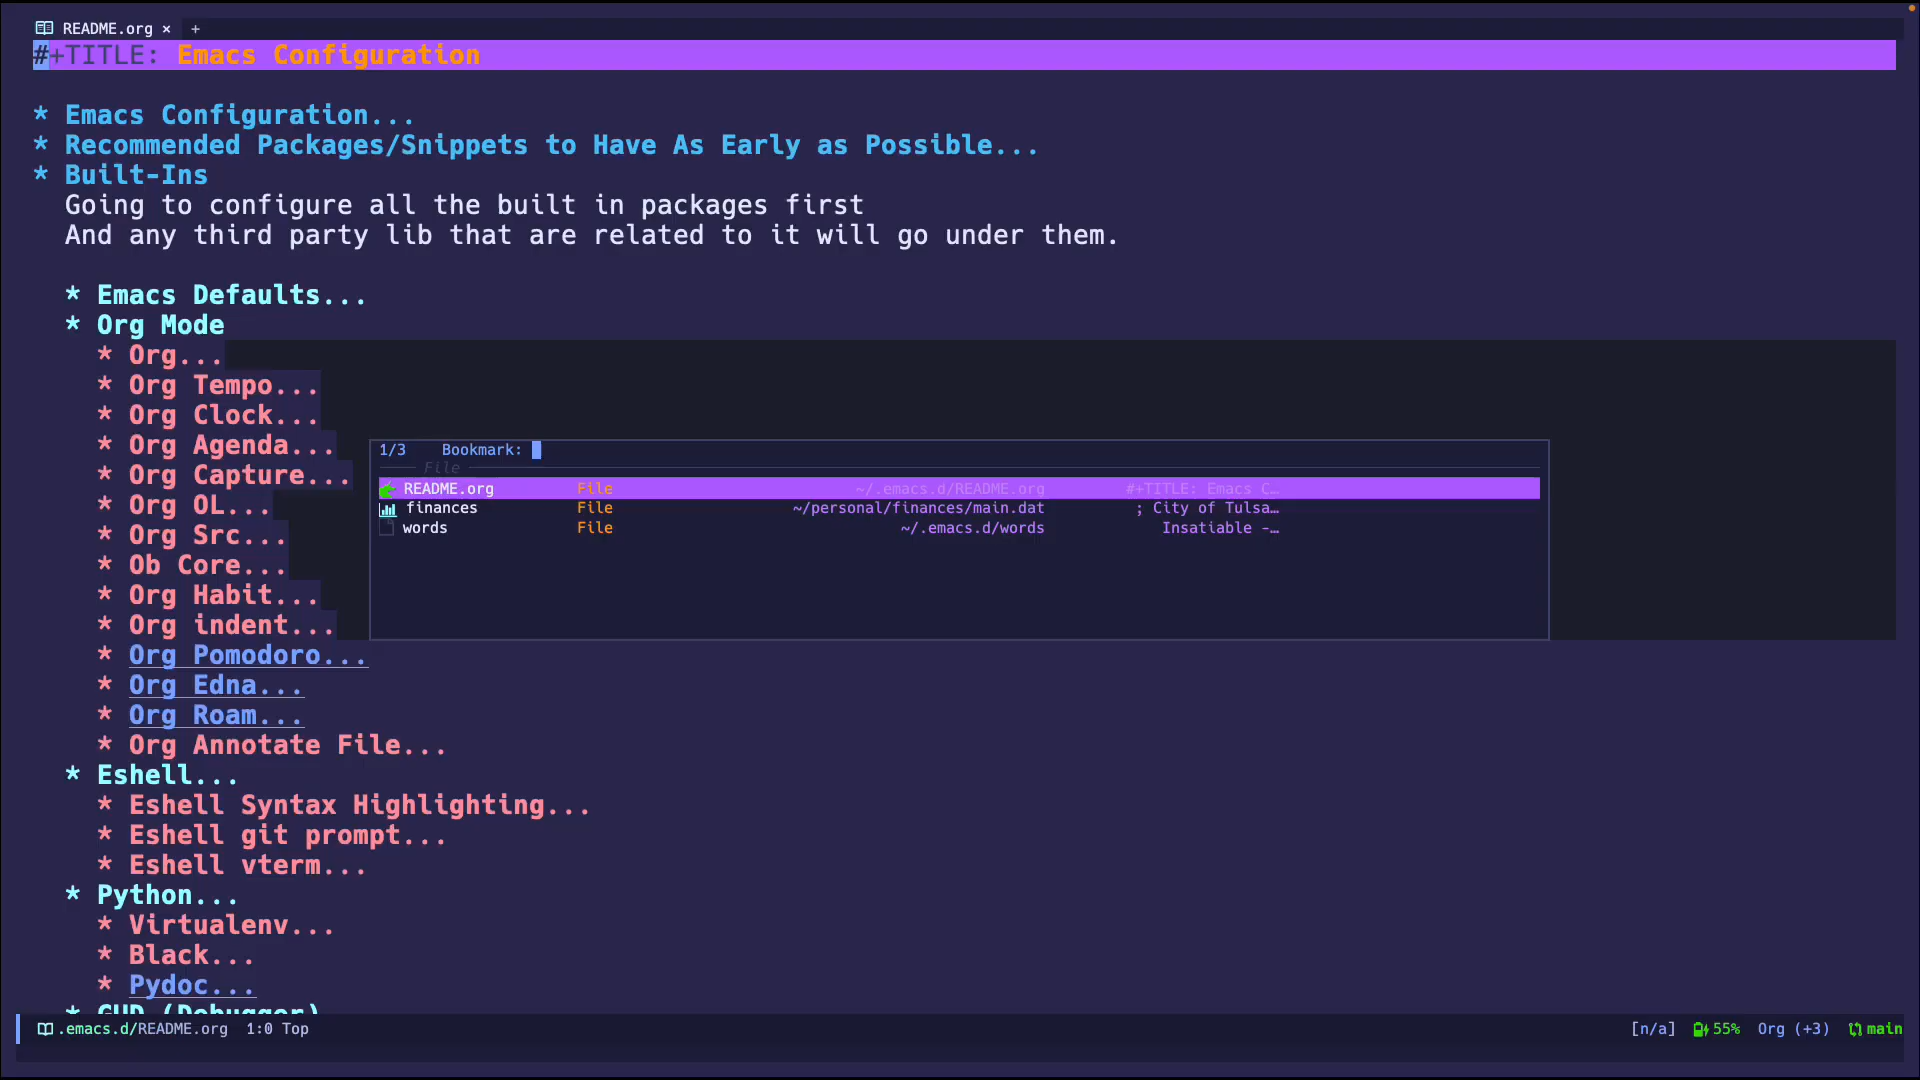 README.org × +
#+TITLE: Emacs Configuration
* Emacs Configuration...
* Recommended Packages/Snippets to Have As Early as Possible...
* Built-Ins
Going to configure all the built in packages first
And any third party lib that are related to it will go under them.
* Emacs Defaults...
* Org Mode
* Org...
* Org Tempo...
* Org Clock...
* Org Agenda...
* Org Capture...
* Org OL...
* Org Src...
* Ob Core...
* Org Habit...
* Org indent...
* Org Pomodoro...
* Org Edna...
* Org Roam...
* Org Annotate File...
* Eshell...
* Eshell Syntax Highlighting...
* Eshell git prompt...
* Eshell vterm...
* Python...
* Virtualenv...
* Black...
* Pydoc...
* GUD (Debugger)
1/3 Bookmark:
File
README.org File ~/.emacs.d/README.org #+TITLE: Emacs C…
finances File ~/personal/finances/main.dat ; City of Tulsa…
words File ~/.emacs.d/words Insatiable -…
.emacs.d/README.org 1:0 Top [n/a] 55% Org (+3) main